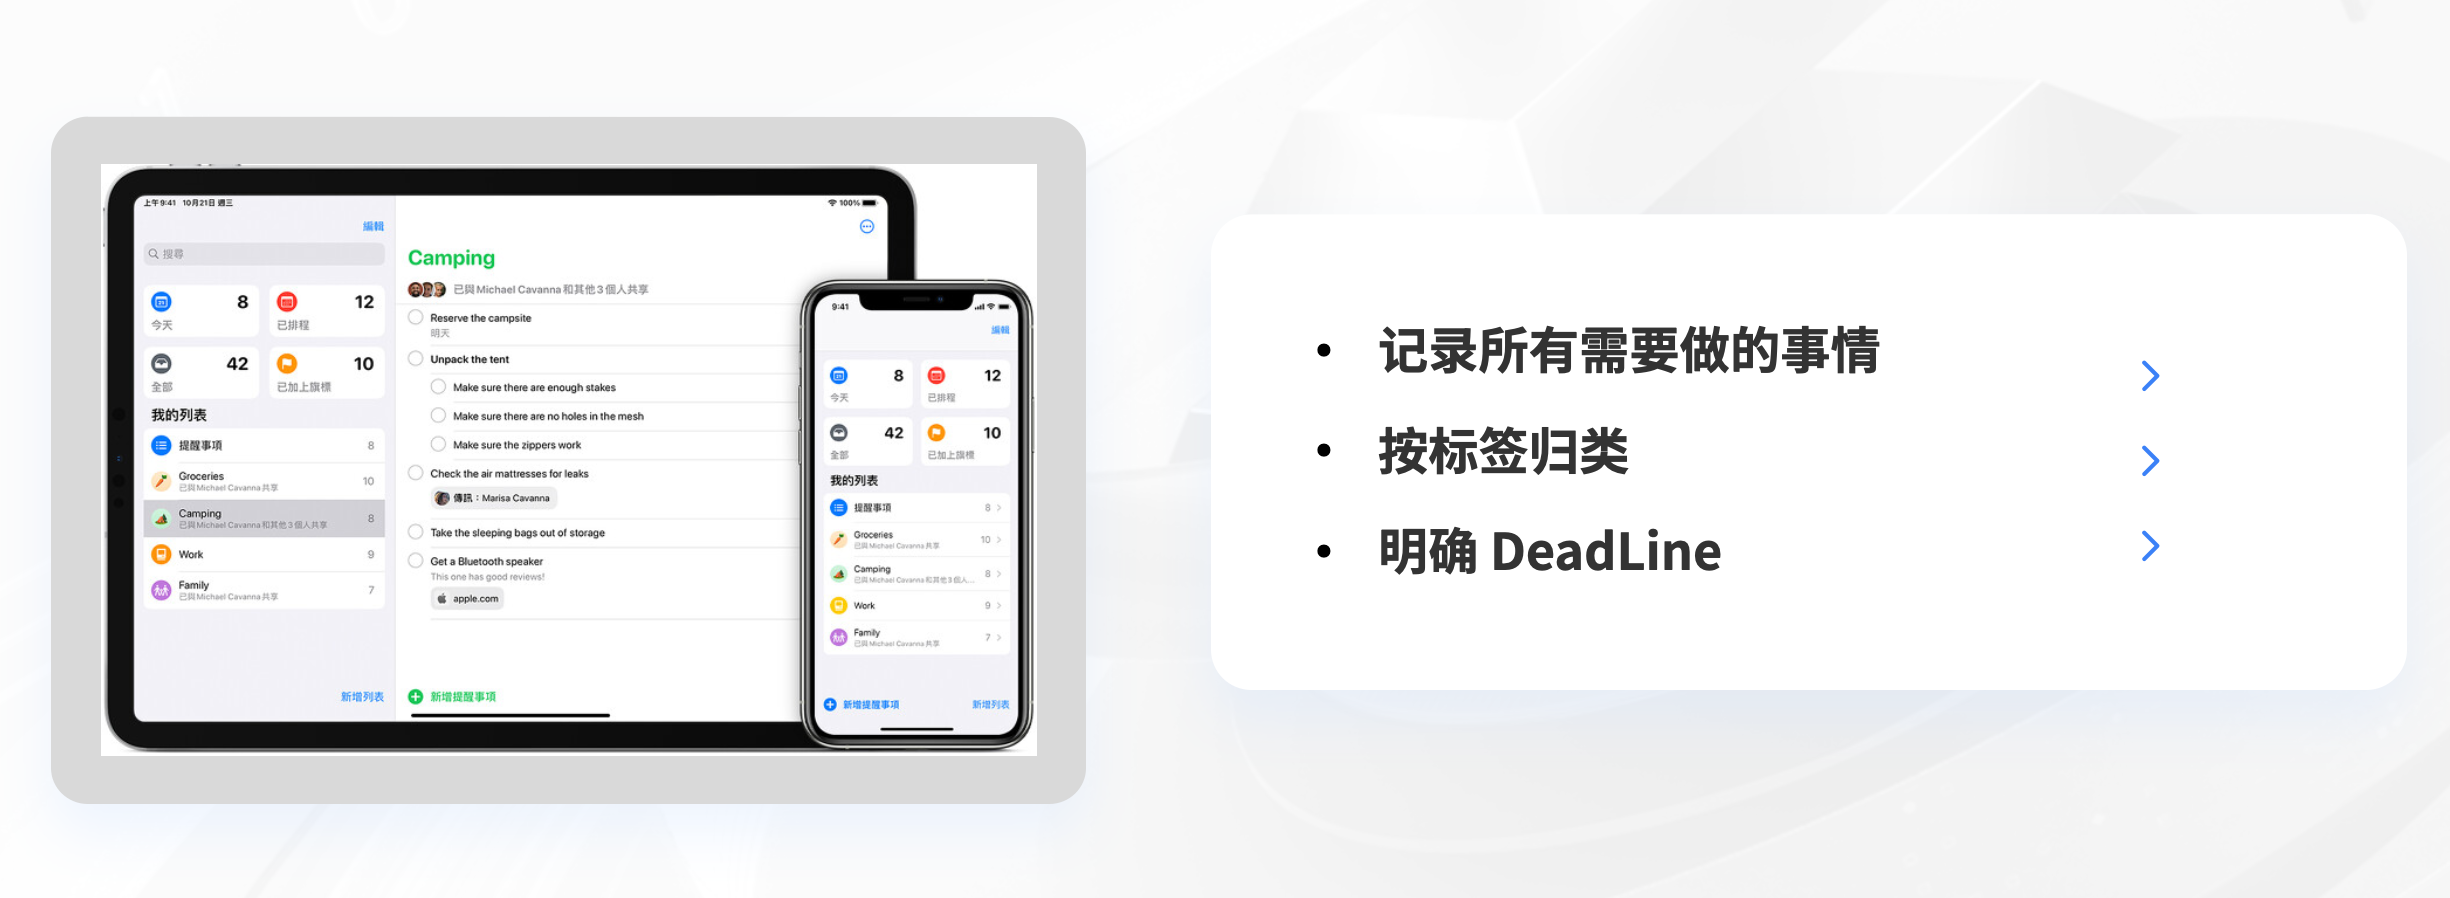 上午9:41 10月21日 週三
100%
編輯
搜尋
8
今天
12
已排程
42
全部
10
已加上旗標
我的列表
提醒事項 8
Groceries 10
已與Michael Cavanna共享
Camping 8
已與Michael Cavanna和其他3個人共享
Work 9
Family 7
已與Michael Cavanna共享
新增列表
Camping
已與Michael Cavanna和其他3個人共享
Reserve the campsite
明天
Unpack the tent
Make sure there are enough stakes
Make sure there are no holes in the mesh
Make sure the zippers work
Check the air mattresses for leaks
傳訊：Marisa Cavanna
Take the sleeping bags out of storage
Get a Bluetooth speaker
This one has good reviews!
apple.com
新增提醒事項
9:41
編輯
8
今天
12
已排程
42
全部
10
已加上旗標
我的列表
提醒事項 8
Groceries 10
已與Michael Cavanna共享
Camping 8
已與Michael Cavanna和其他3個人...
Work 9
Family 7
已與Michael Cavanna共享
新增提醒事項
新增列表
• 记录所有需要做的事情
• 按标签归类
• 明确 DeadLine